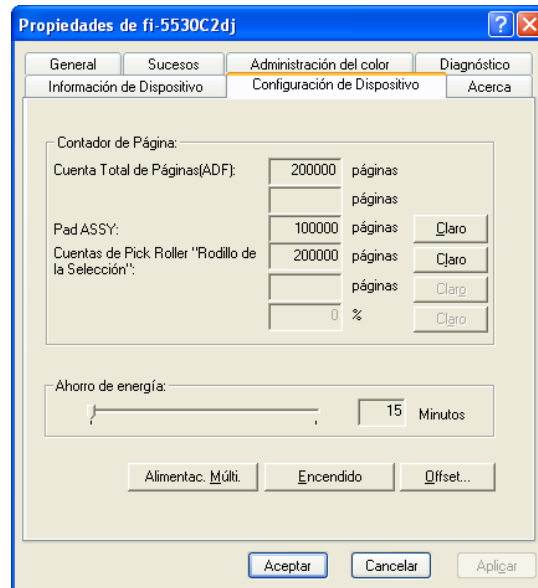 Propiedades de fi-5530C2dj
General Sucesos Administración del color Diagnóstico
Información de Dispositivo Configuración de Dispositivo Acerca
Contador de Página:
Cuenta Total de Páginas(ADF): 200000 páginas
páginas
Pad ASSY: 100000 páginas Claro
Cuentas de Pick Roller "Rodillo de la Selección": 200000 páginas Claro
páginas Claro
0 % Claro
Ahorro de energía:
15 Minutos
Alimentac. Múlti. Encendido Offset...
Aceptar Cancelar Aplicar